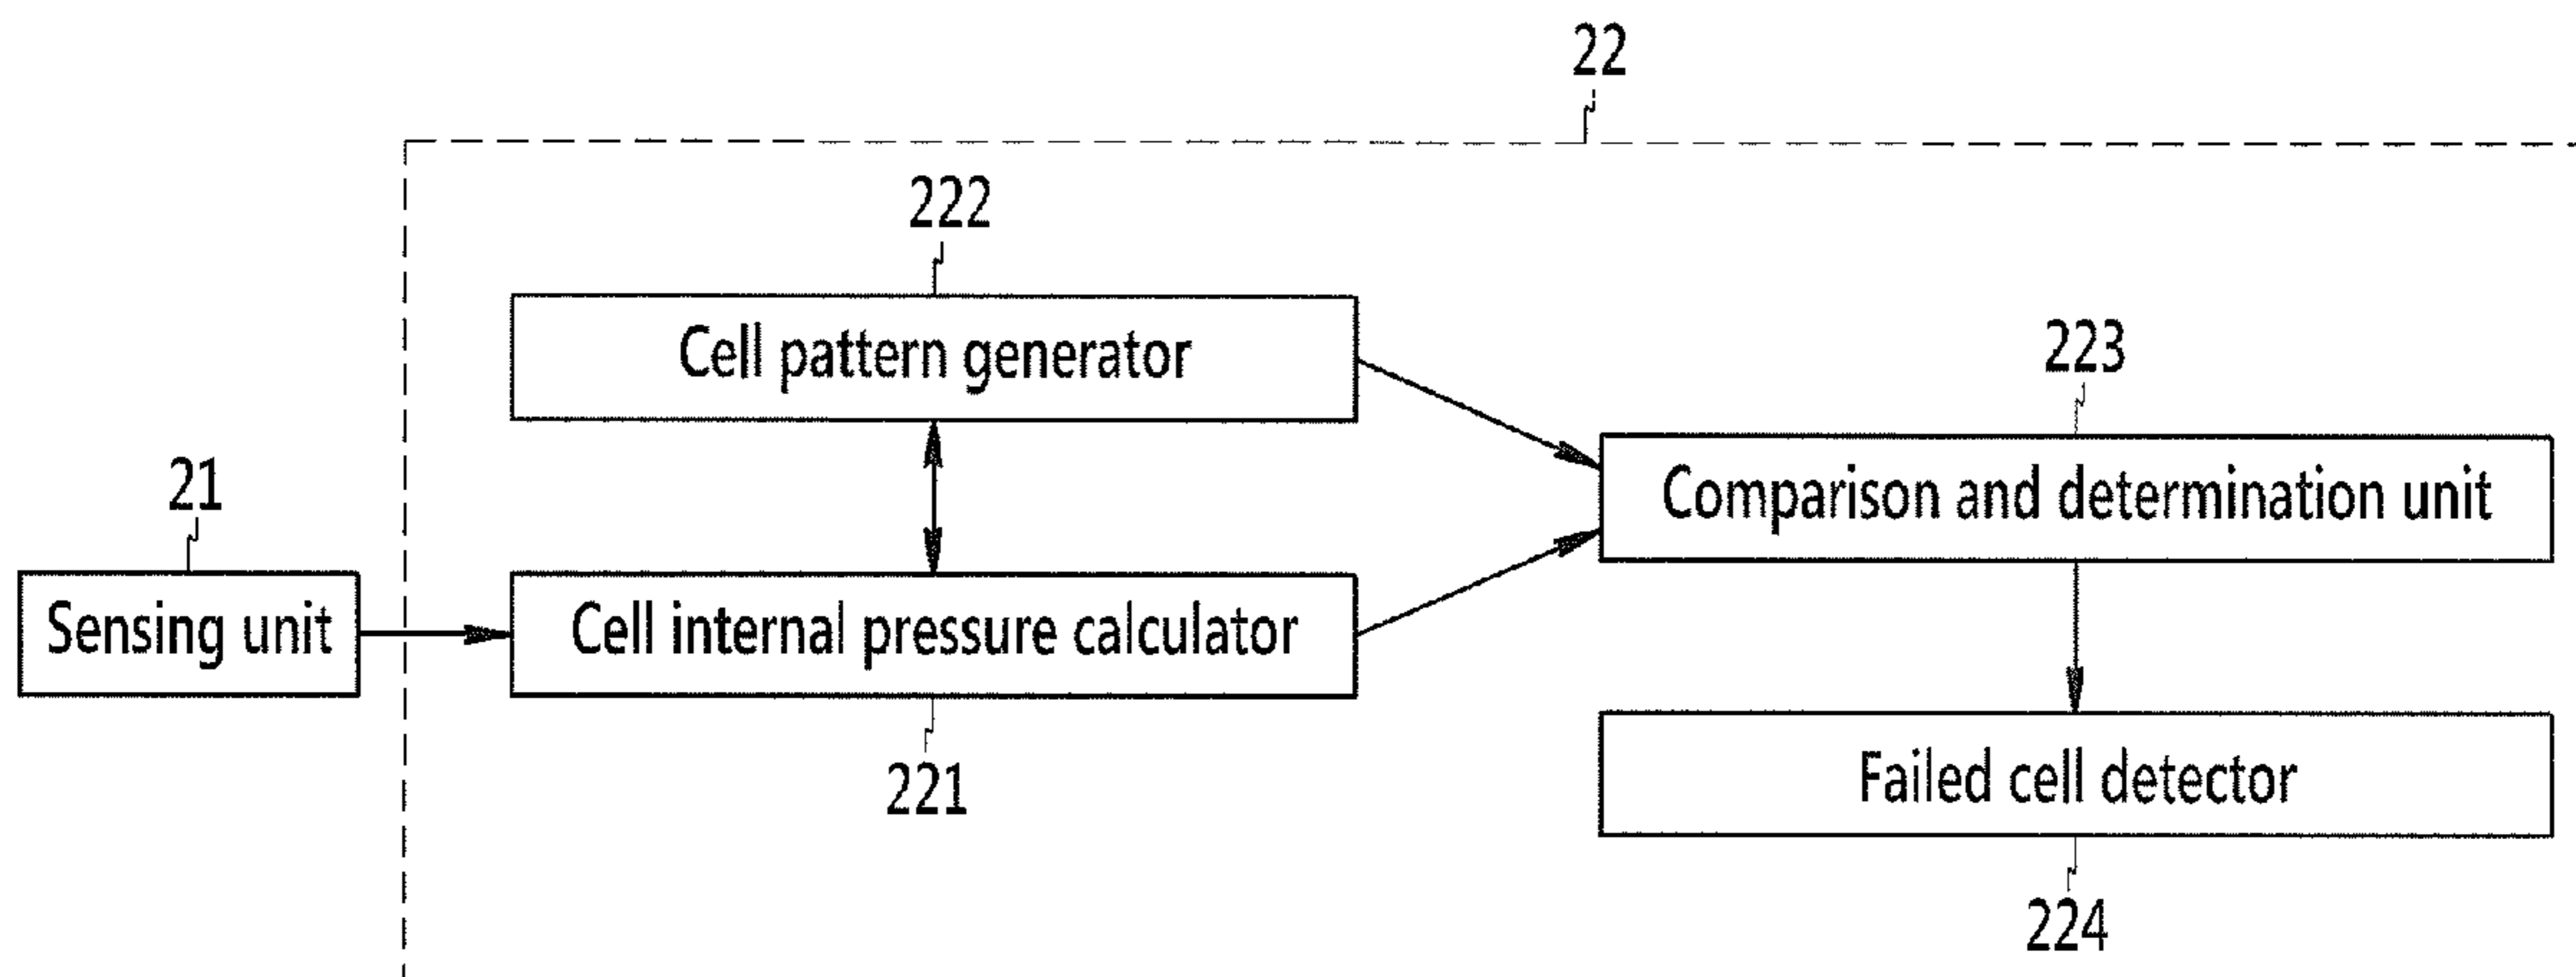 22
222
Cell pattern generator
223
21
Comparison and determination unit
Sensing unit
Cell internal pressure calculator
221
Failed cell detector
224